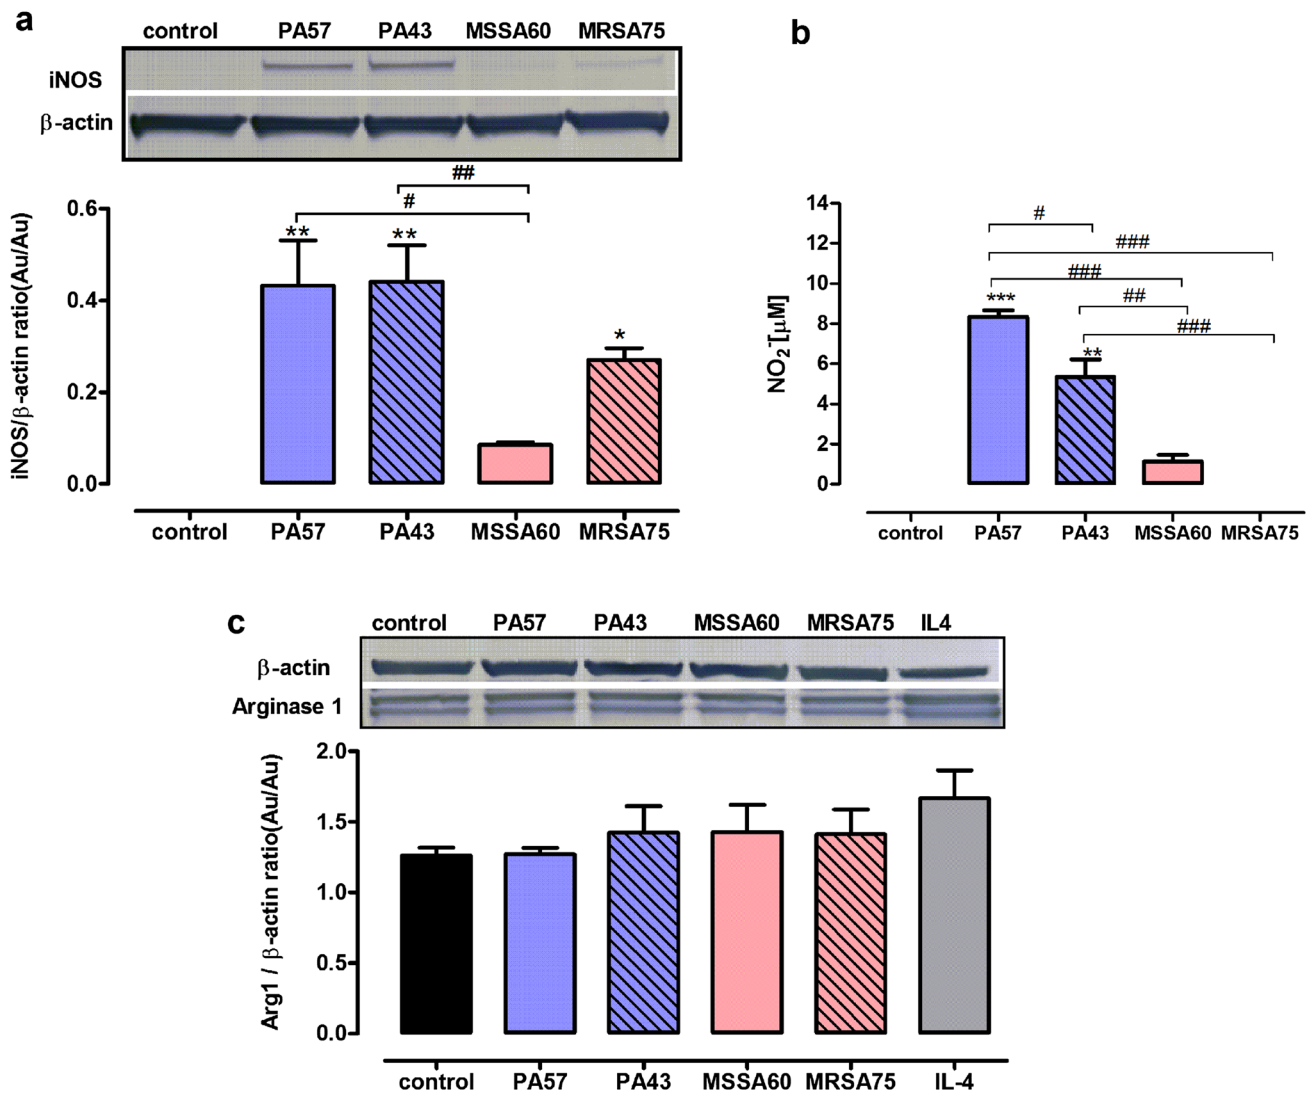 a
control PA57 PA43 MSSA60 MRSA75
iNOS
β-actin
##
#
** ** *
iNOS/β-actin ratio(Au/Au)
0.6
0.4
0.2
0.0
control PA57 PA43 MSSA60 MRSA75
b
#
###
###
##
###
*** **
NO2-[µM]
14
12
10
8
6
4
2
0
control PA57 PA43 MSSA60 MRSA75
c
control PA57 PA43 MSSA60 MRSA75 IL4
β-actin
Arginase 1
Arg1 / β-actin ratio(Au/Au)
2.0
1.5
1.0
0.5
0.0
control PA57 PA43 MSSA60 MRSA75 IL-4